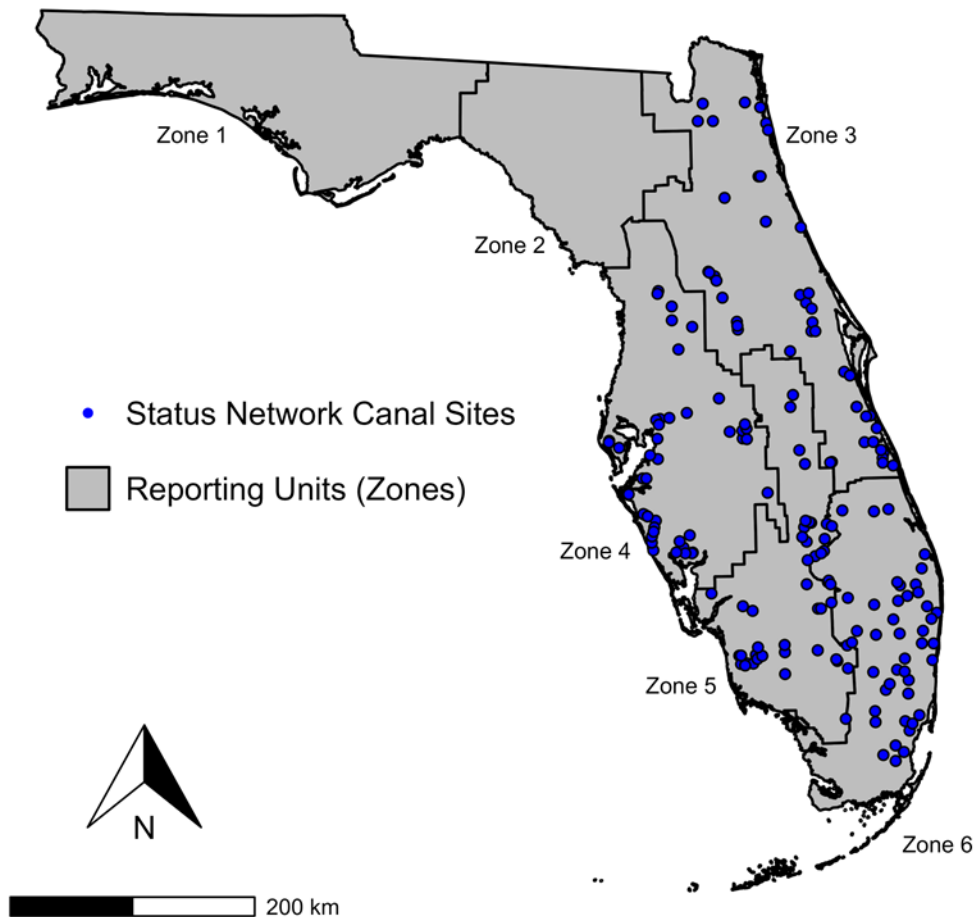 Zone 1
Zone 3
Zone 2
Status Network Canal Sites
Reporting Units (Zones)
Zone 4
Zone 5
N
Zone 6
200 km